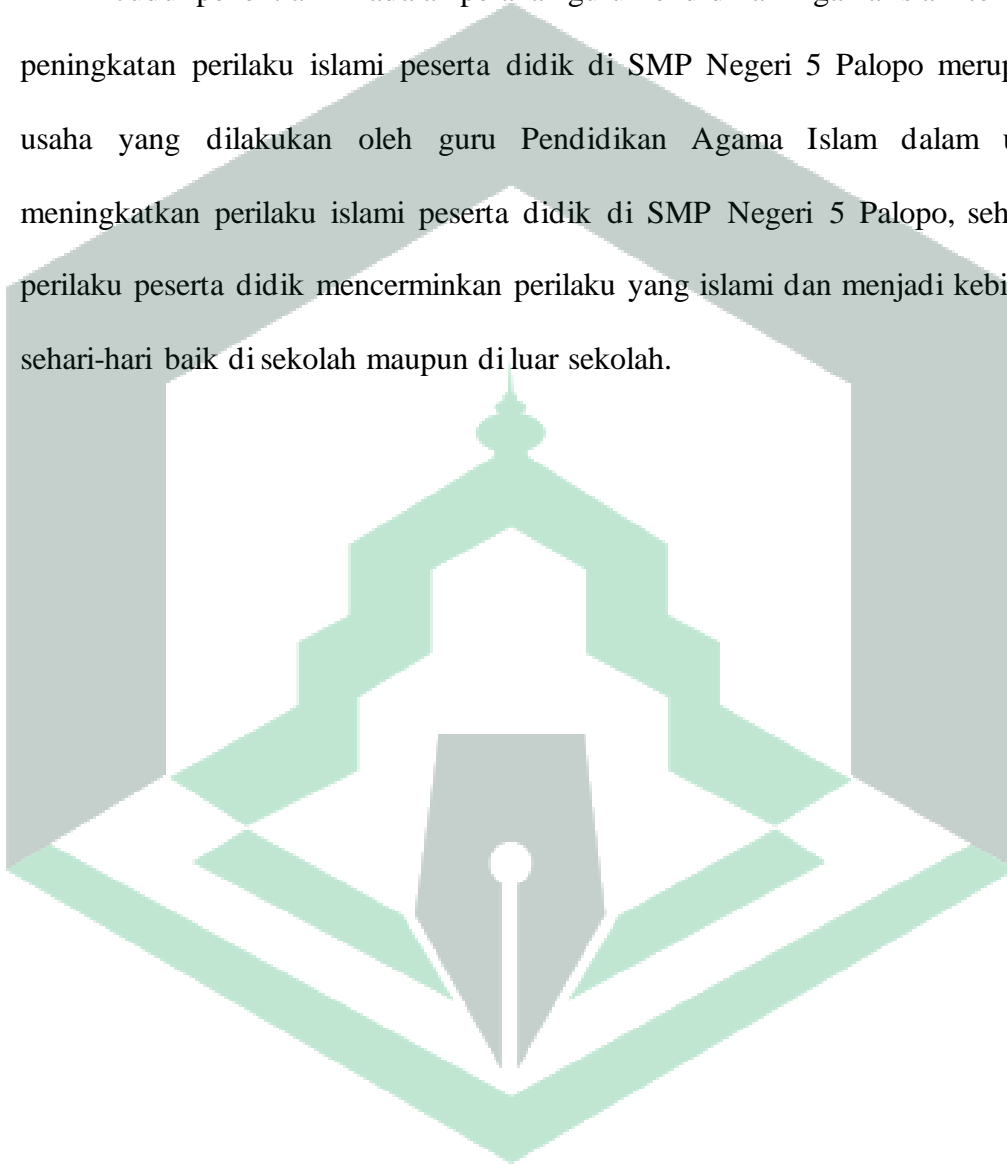 peningkatan perilaku islami peserta didik di SMP Negeri 5 Palopo
usaha yang dilakukan oleh guru Pendidikan Agama Islam dalam
meningkatkan perilaku islami peserta didik di SMP Negeri 5 Palopo,
perilaku peserta didik mencerminkan perilaku yang islami dan menjadi
sehari-hari baik di sekolah maupun di luar sekolah.